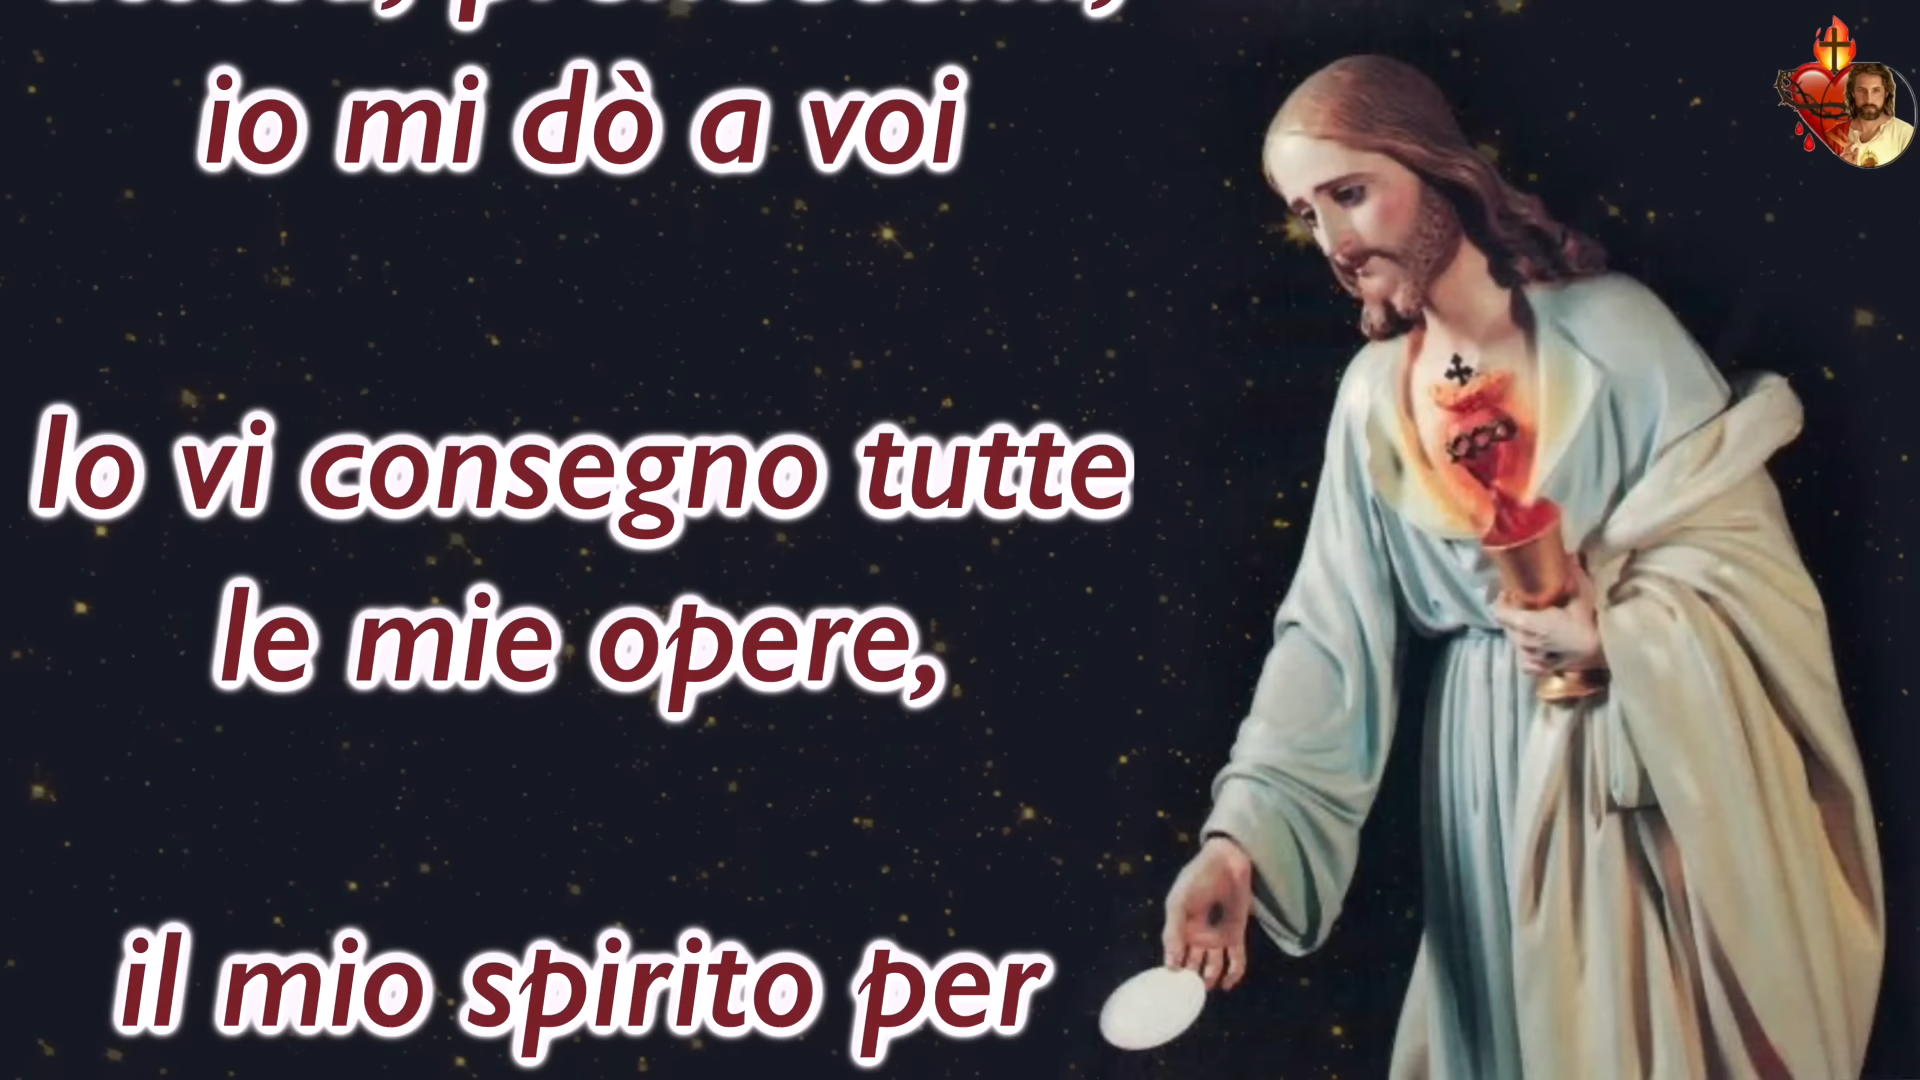 io mi dò a voi
Io vi consegno tutte
le mie opere,
il mio spirito per